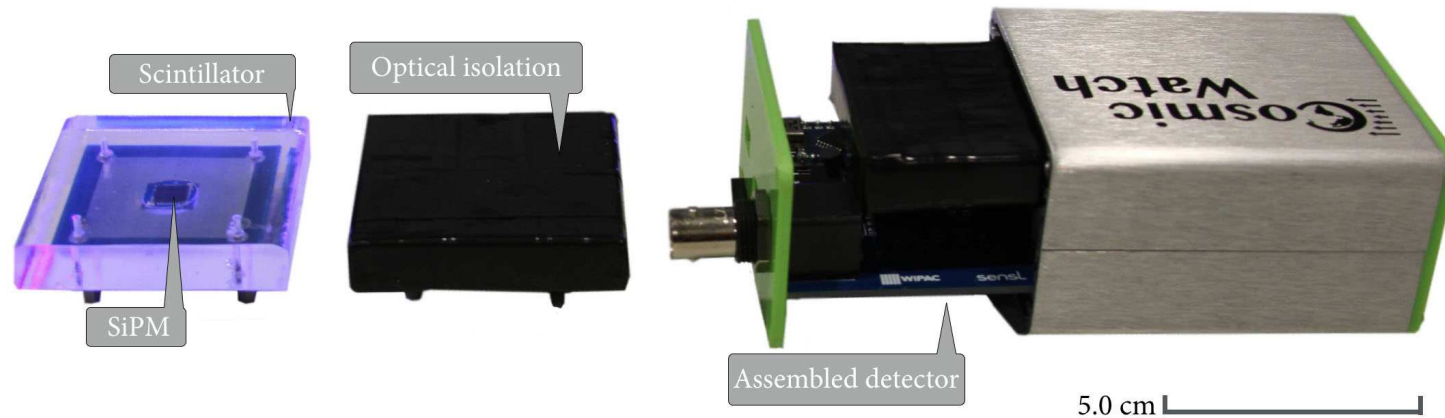 Scintillator
Optical isolation
Cosmic
Watch
WIPAC
sensL
SiPM
Assembled detector
5.0 cm